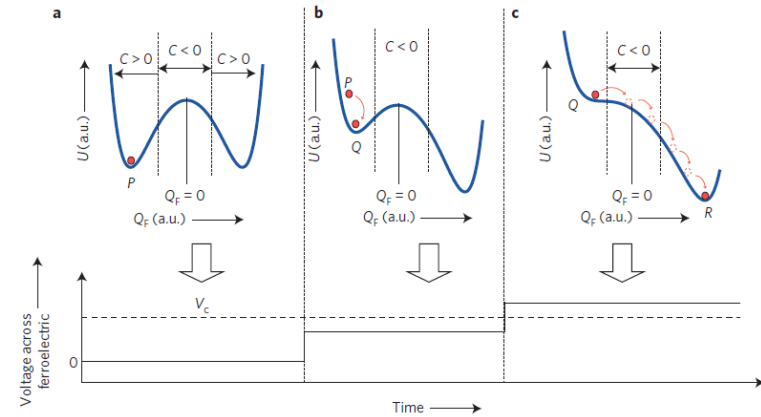 a
C > 0
C < 0
C > 0
U (a.u.)
P
Q_F = 0
Q_F (a.u.)
b
C < 0
P
Q
U (a.u.)
Q_F = 0
Q_F (a.u.)
c
C < 0
Q
U (a.u.)
Q_F = 0
Q_F (a.u.)
R
Voltage across
ferroelectric
V_c
0
Time